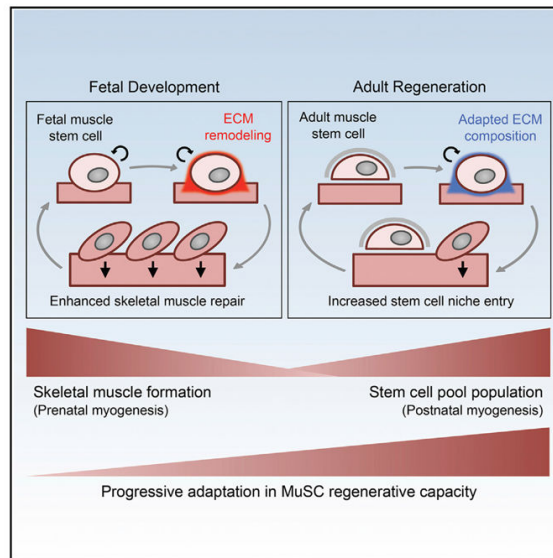 Fetal Development
Fetal muscle
stem cell
ECM
remodeling
Enhanced skeletal muscle repair
Adult Regeneration
Adult muscle
stem cell
Adapted ECM
composition
Increased stem cell niche entry
Skeletal muscle formation
(Prenatal myogenesis)
Stem cell pool population
(Postnatal myogenesis)
Progressive adaptation in MuSC regenerative capacity